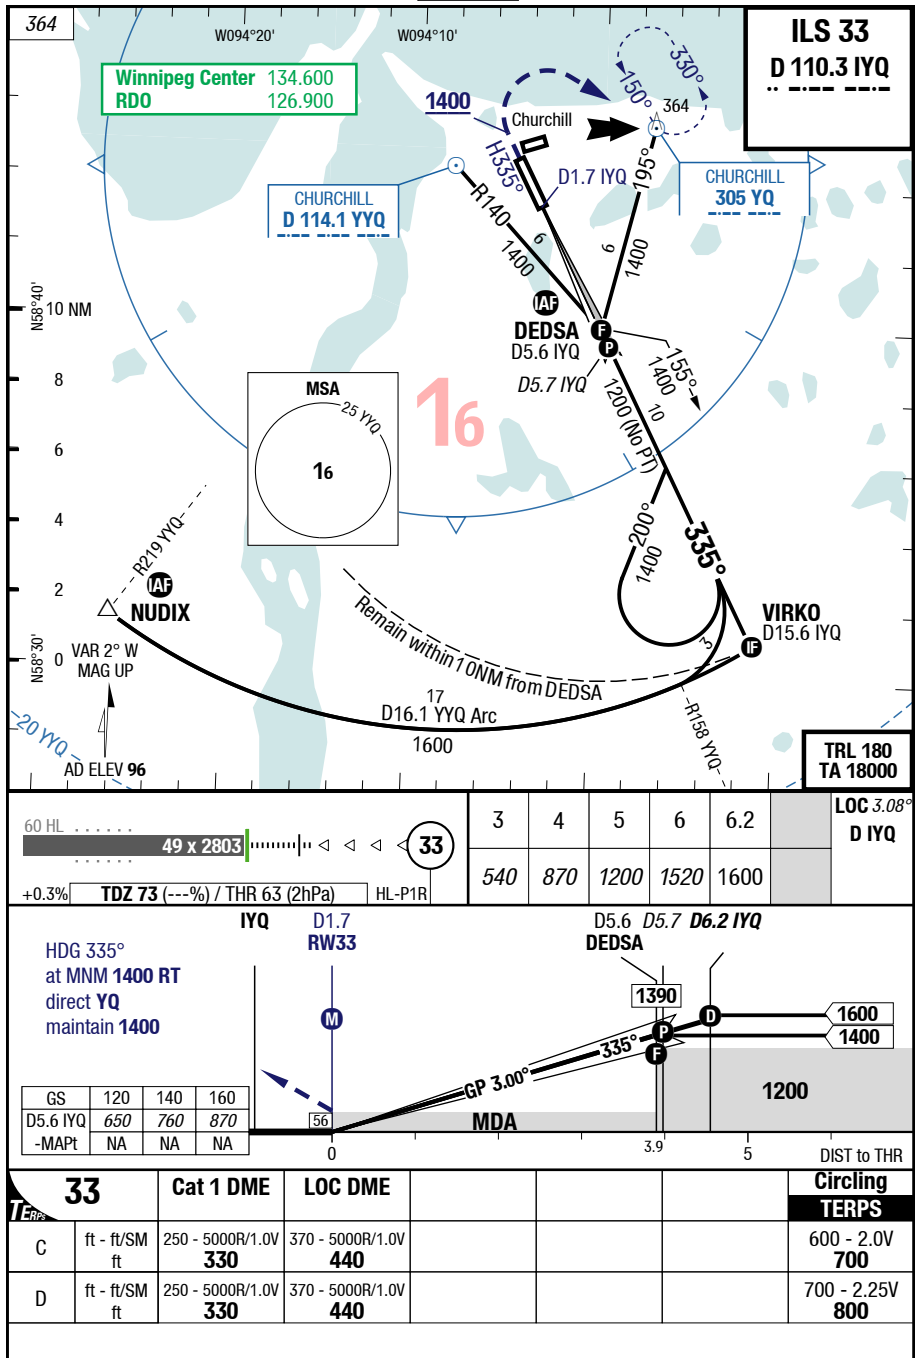 364
W094°20'
W094°10'
ILS 33
D 110.3 IYQ
Winnipeg Center 134.600
RDO 126.900
1400
Churchill
330°
150°
364
H335°
D1.7 IYQ
195°
CHURCHILL
D 114.1 YYQ
CHURCHILL
305 YQ
R140
6
1400
6
1400
N58°40'
10 NM
IAF
DEDSA
D5.6 IYQ
F
P
D5.7 IYQ
155°
1400
10
1200 (No PT)
8
MSA
25 YYQ
16
16
6
4
R219 YYQ
200°
1400
335°
2
IAF
NUDIX
VIRKO
D15.6 IYQ
IF
3
Remain within 10NM from DEDSA
N58°30'
0
VAR 2° W
MAG UP
17
D16.1 YYQ Arc
1600
R158 YYQ
20 YYQ
AD ELEV 96
TRL 180
TA 18000
60 HL
49 x 2803
33
+0.3%
TDZ 73 (---%) / THR 63 (2hPa)
HL-P1R
3 4 5 6 6.2
540 870 1200 1520 1600
LOC 3.08°
D IYQ
IYQ
D1.7
RW33
D5.6 D5.7 D6.2 IYQ
DEDSA
HDG 335°
at MNM 1400 RT
direct YQ
maintain 1400
M
1390
P
D
F
1600
1400
335°
GP 3.00°
1200
MDA
56
GS 120 140 160
D5.6 IYQ 650 760 870
-MAPt NA NA NA
0
3.9
5
DIST to THR
TERPS
33
Cat 1 DME
LOC DME
Circling
TERPS
C
ft - ft/SM 250 - 5000R/1.0V 370 - 5000R/1.0V 600 - 2.0V
ft 330 440 700
D
ft - ft/SM 250 - 5000R/1.0V 370 - 5000R/1.0V 700 - 2.25V
ft 330 440 800